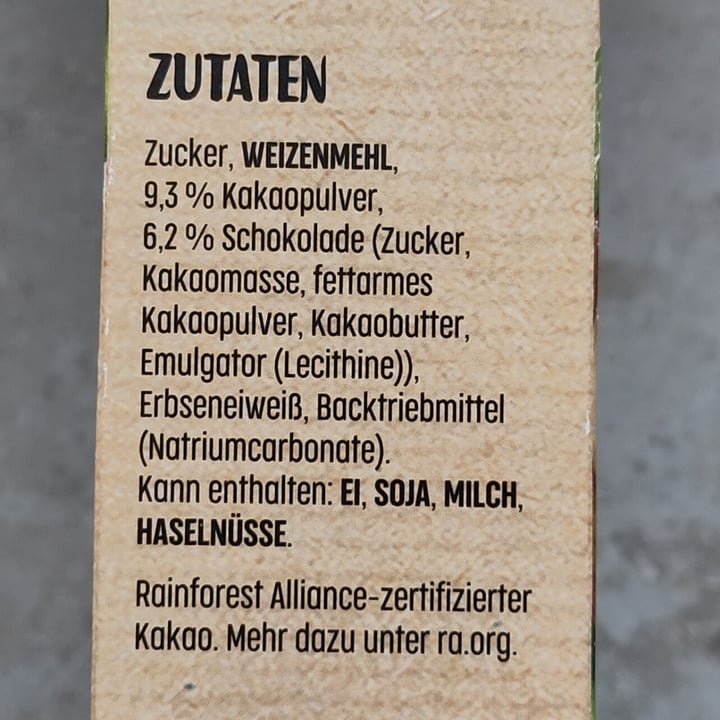 ZUTATEN
Zucker, WEIZENMEHL,
9,3 % Kakaopulver,
6,2 % Schokolade (Zucker,
Kakaomasse, fettarmes
Kakaopulver, Kakaobutter,
Emulgator (Lecithine)),
Erbseneiweiß, Backtriebmittel
(Natriumcarbonate).
Kann enthalten: EI, SOJA, MILCH,
HASELNÜSSE.
Rainforest Alliance-zertifizierter
Kakao. Mehr dazu unter ra.org.